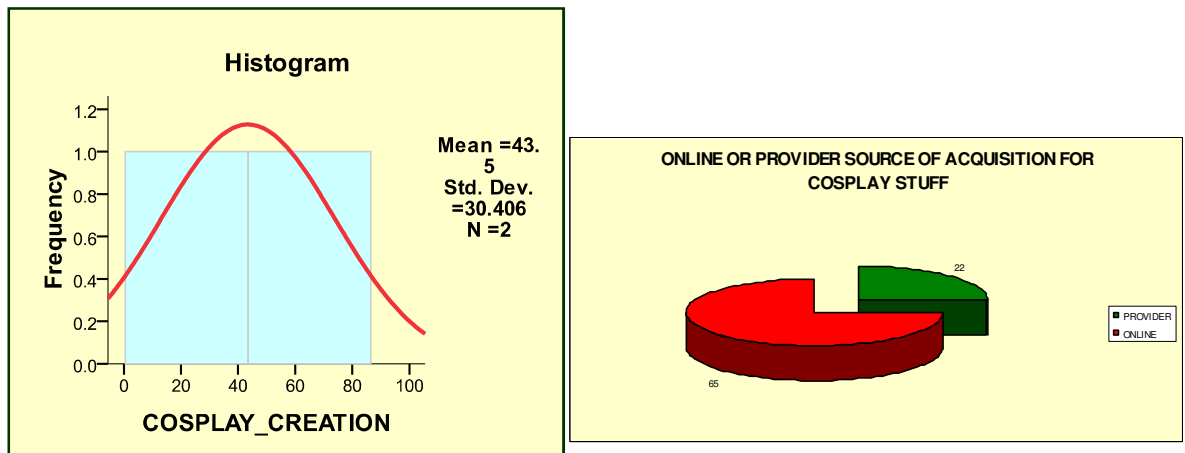 Histogram
1.2
1.0
0.8
0.6
0.4
0.2
0.0
Frequency
0 20 40 60 80 100
COSPLAY_CREATION
Mean =43.
5
Std. Dev.
=30.406
N =2
ONLINE OR PROVIDER SOURCE OF ACQUISITION FOR
COSPLAY STUFF
22
65
PROVIDER
ONLINE